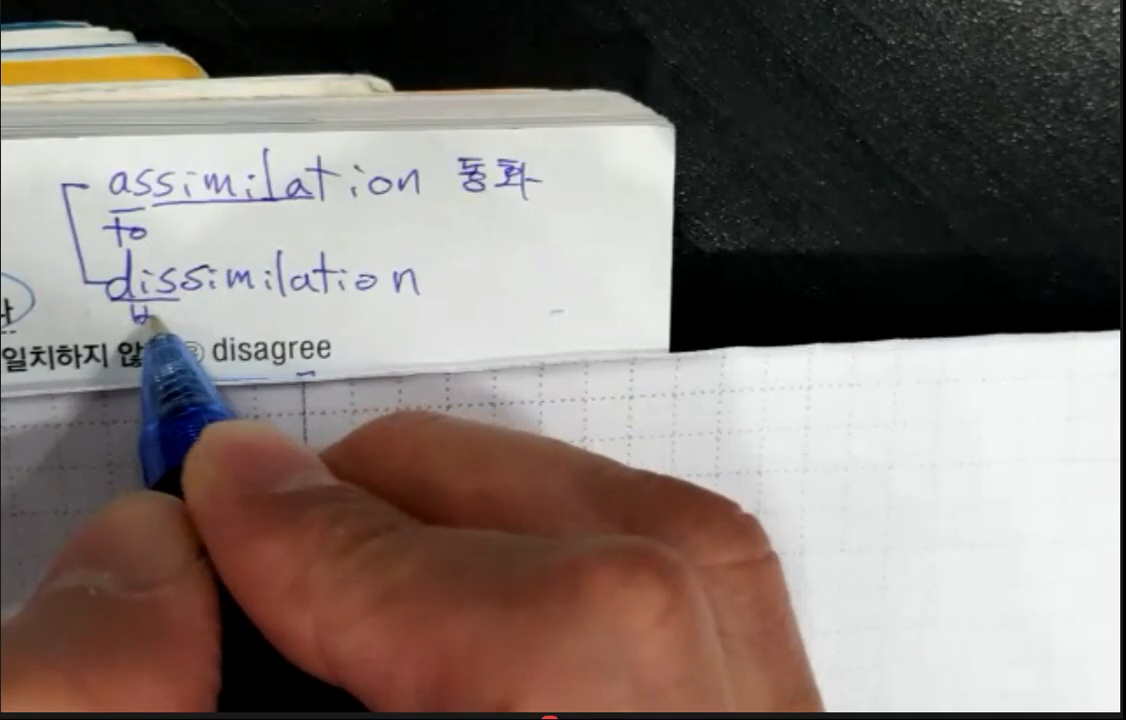 assimilation 동화
to
dissimilation
일치하지 않 disagree